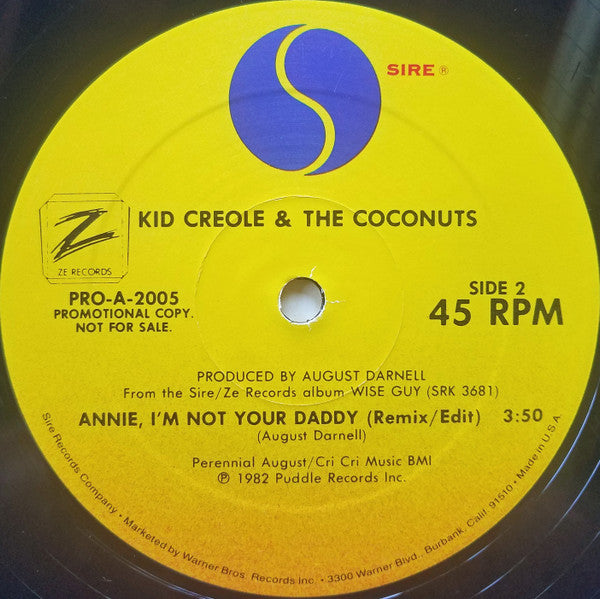 SIRE ®
KID CREOLE & THE COCONUTS
Z
ZE RECORDS
PRO-A-2005
PROMOTIONAL COPY.
NOT FOR SALE.
SIDE 2
45 RPM
PRODUCED BY AUGUST DARNELL
From the Sire/Ze Records album WISE GUY (SRK 3681)
ANNIE, I'M NOT YOUR DADDY (Remix/Edit) 3:50
(August Darnell)
Perennial August/Cri Cri Music BMI
℗ 1982 Puddle Records Inc.
Sire Records Company. • Marketed by Warner Bros. Records Inc. • 3300 Warner Blvd., Burbank, Calif. 91510 • Made in U.S.A.